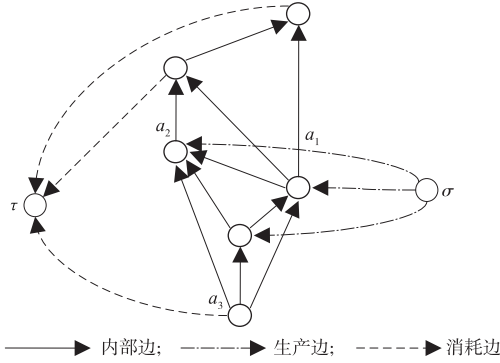 a₁
a₂
τ
σ
a₃
内部边; 生产边; 消耗边